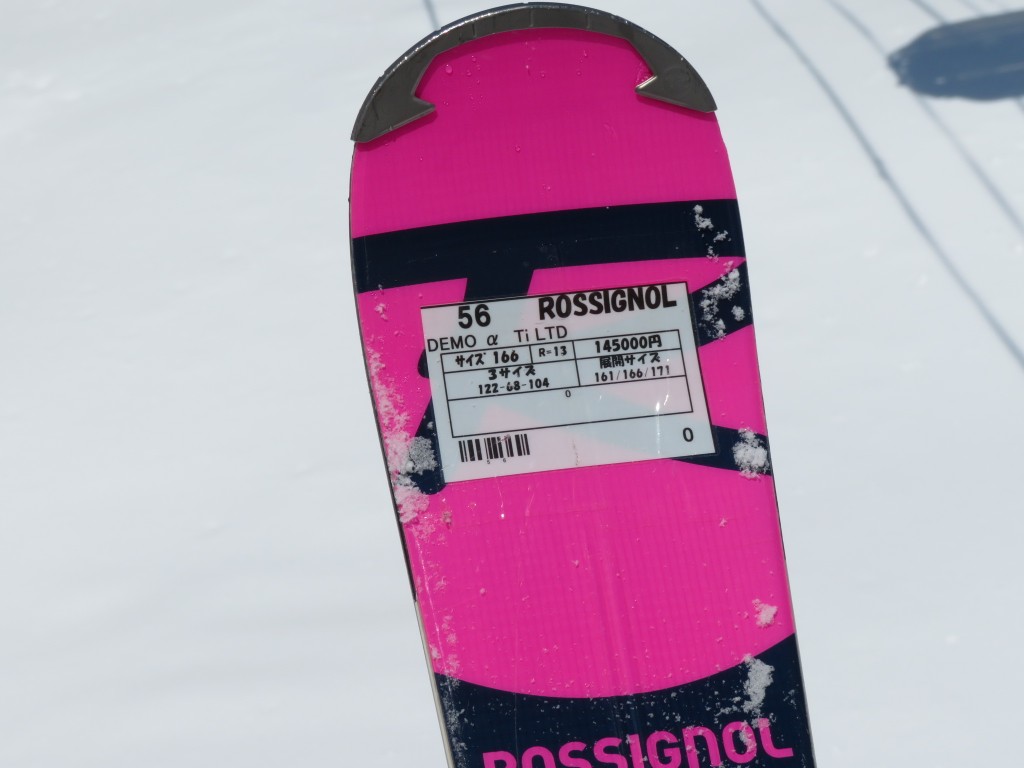 56 ROSSIGNOL
DEMO α Ti LTD
サイズ 166 R=13 145000円
3サイズ 展開サイズ
122-68-104 161/166/171
0
0
ROSSIGNOL